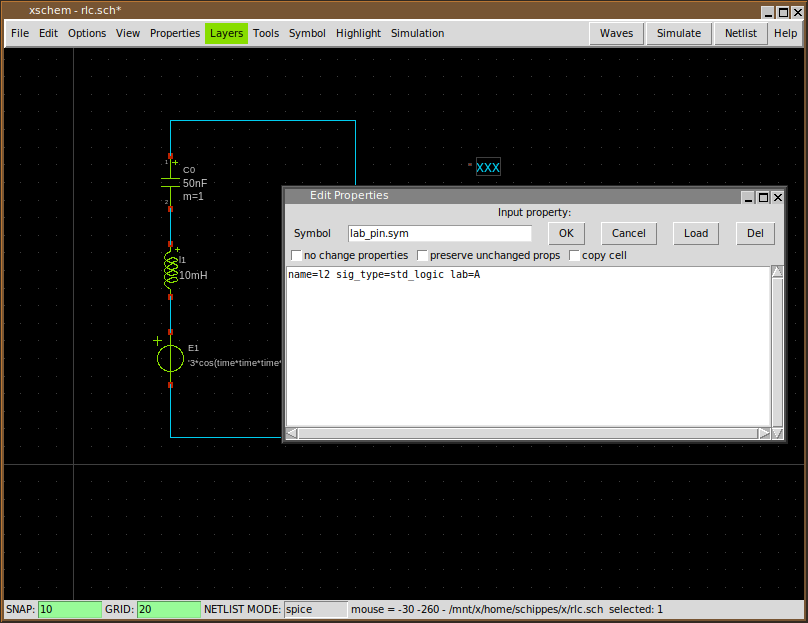 xschem - rlc.sch*
File Edit Options View Properties Layers Tools Symbol Highlight Simulation Waves Simulate Netlist Help
1
C0
50nF
m=1
2
XXX
l1
10mH
E1
'3*cos(time*time*time*
Edit Properties
Input property:
Symbol lab_pin.sym OK Cancel Load Del
no change properties preserve unchanged props copy cell
name=l2 sig_type=std_logic lab=A
SNAP: 10 GRID: 20 NETLIST MODE: spice mouse = -30 -260 - /mnt/x/home/schippes/x/rlc.sch selected: 1